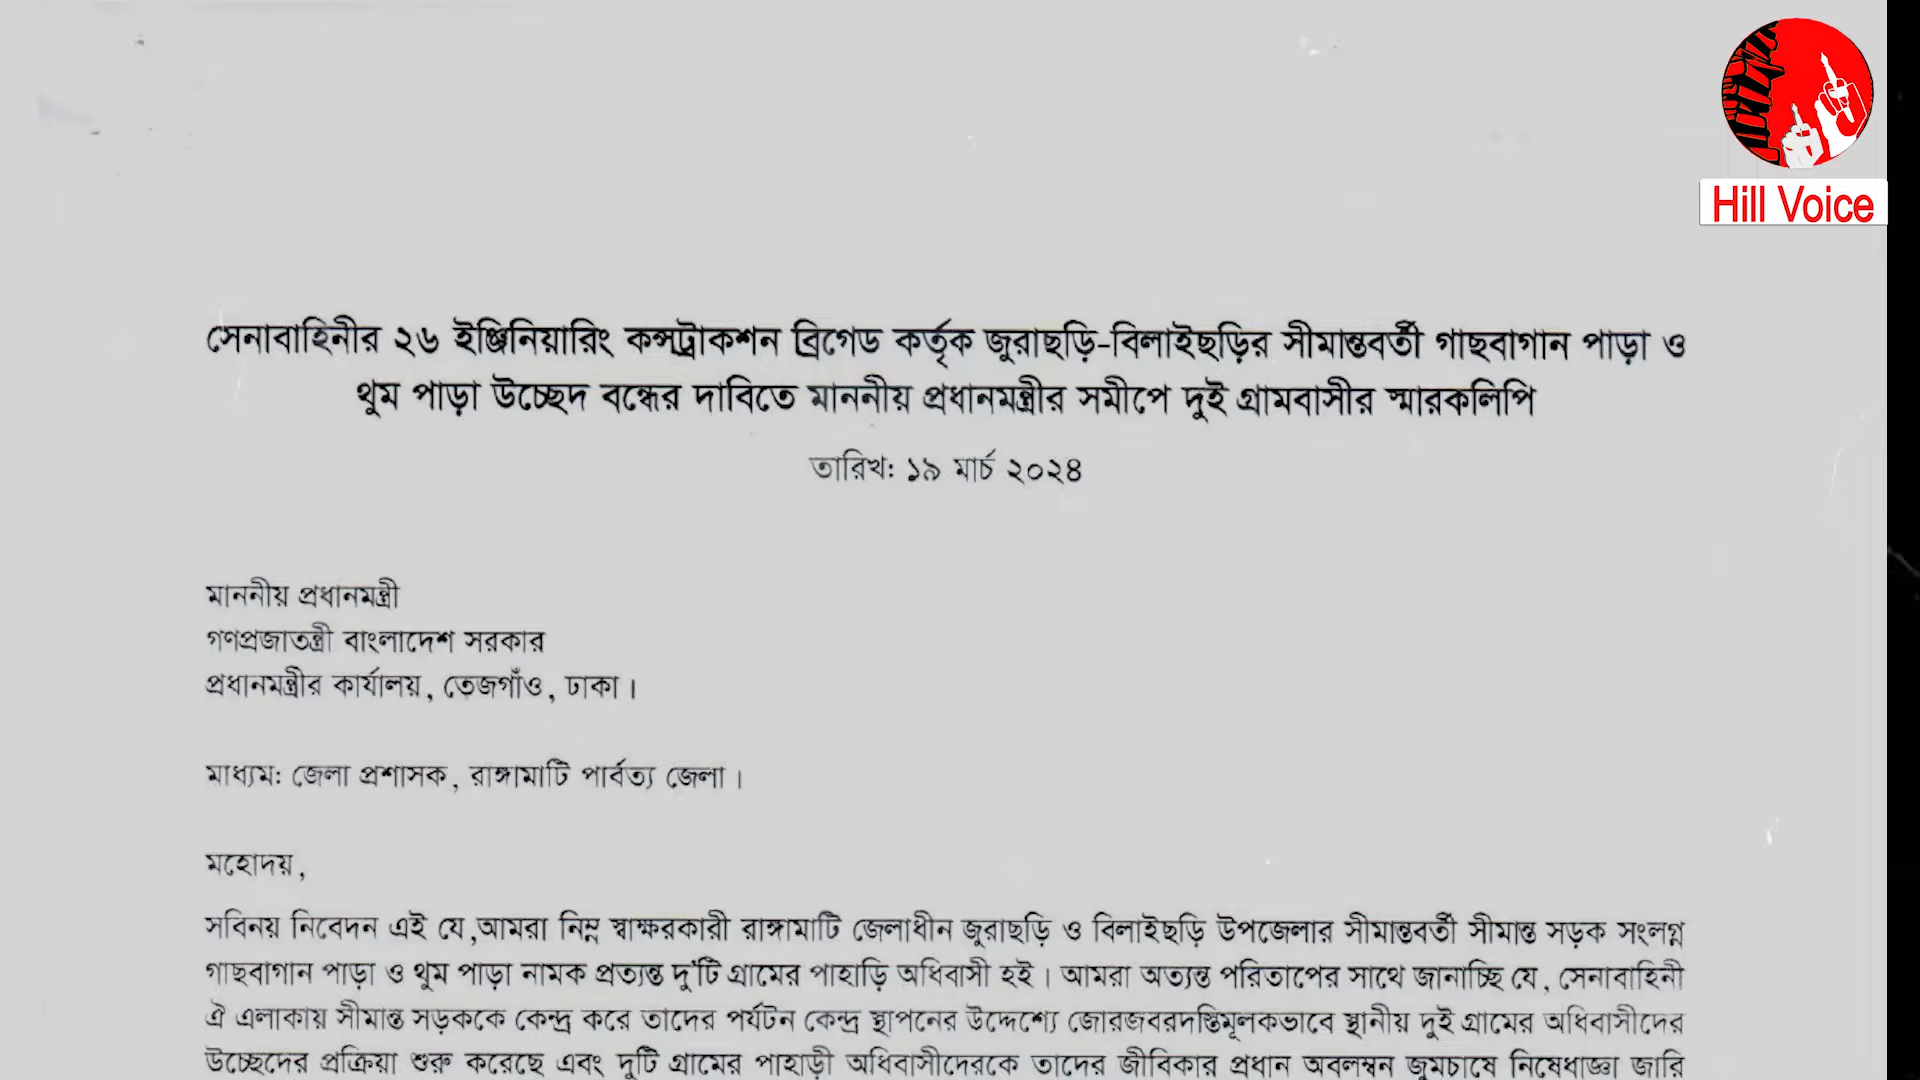 Hill Voice
সেনাবাহিনীর ২৬ ইঞ্জিনিয়ারিং কন্সট্রাকশন ব্রিগেড কর্তৃক জুরাছড়ি-বিলাইছড়ির সীমান্তবর্তী গাছবাগান পাড়া ও
থুম পাড়া উচ্ছেদ বন্ধের দাবিতে মাননীয় প্রধানমন্ত্রীর সমীপে দুই গ্রামবাসীর স্মারকলিপি
তারিখ: ১৯ মার্চ ২০২৪
মাননীয় প্রধানমন্ত্রী
গণপ্রজাতন্ত্রী বাংলাদেশ সরকার
প্রধানমন্ত্রীর কার্যালয়, তেজগাঁও, ঢাকা।
মাধ্যম: জেলা প্রশাসক, রাঙ্গামাটি পার্বত্য জেলা।
মহোদয়,
সবিনয় নিবেদন এই যে,আমরা নিম্ন স্বাক্ষরকারী রাঙ্গামাটি জেলাধীন জুরাছড়ি ও বিলাইছড়ি উপজেলার সীমান্তবর্তী সীমান্ত সড়ক সংলগ্ন
গাছবাগান পাড়া ও থুম পাড়া নামক প্রত্যন্ত দু'টি গ্রামের পাহাড়ি অধিবাসী হই। আমরা অত্যন্ত পরিতাপের সাথে জানাচ্ছি যে, সেনাবাহিনী
ঐ এলাকায় সীমান্ত সড়ককে কেন্দ্র করে তাদের পর্যটন কেন্দ্র স্থাপনের উদ্দেশ্যে জোরজবরদস্তিমূলকভাবে স্থানীয় দুই গ্রামের অধিবাসীদের
উচ্ছেদের প্রক্রিয়া শুরু করেছে এবং দুটি গ্রামের পাহাড়ী অধিবাসীদেরকে তাদের জীবিকার প্রধান অবলম্বন জুমচাষে নিষেধাজ্ঞা জারি